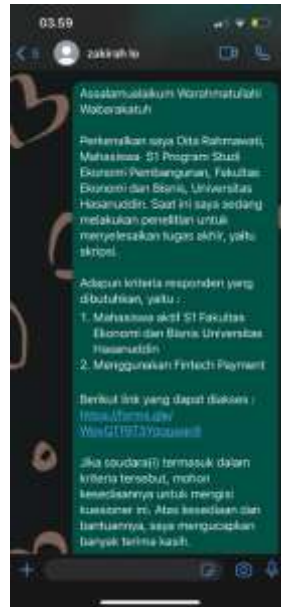 03.59
zakirah
Assalamualaikum Warahmatullahi
Wabarakatuh
Perkenalkan saya Dita Rahmawati,
Mahasiswa S1 Program Studi
Ekonomi Pembangunan, Fakultas
Ekonomi dan Bisnis, Universitas
Hasanuddin. Saat ini saya sedang
melakukan penelitian untuk
menyelesaikan tugas akhir, yaitu
skripsi.
Adapun kriteria responden yang
dibutuhkan, yaitu :
1. Mahasiswa aktif S1 Fakultas
Ekonomi dan Bisnis Universitas
Hasanuddin
2. Menggunakan Fintech Payment
Berikut link yang dapat diakses :
https://forms.gle/
Jika saudara(i) termasuk dalam
kriteria tersebut, mohon
kesediaannya untuk mengisi
kuesioner ini. Atas kesediaan dan
bantuannya, saya mengucapkan
banyak terima kasih.